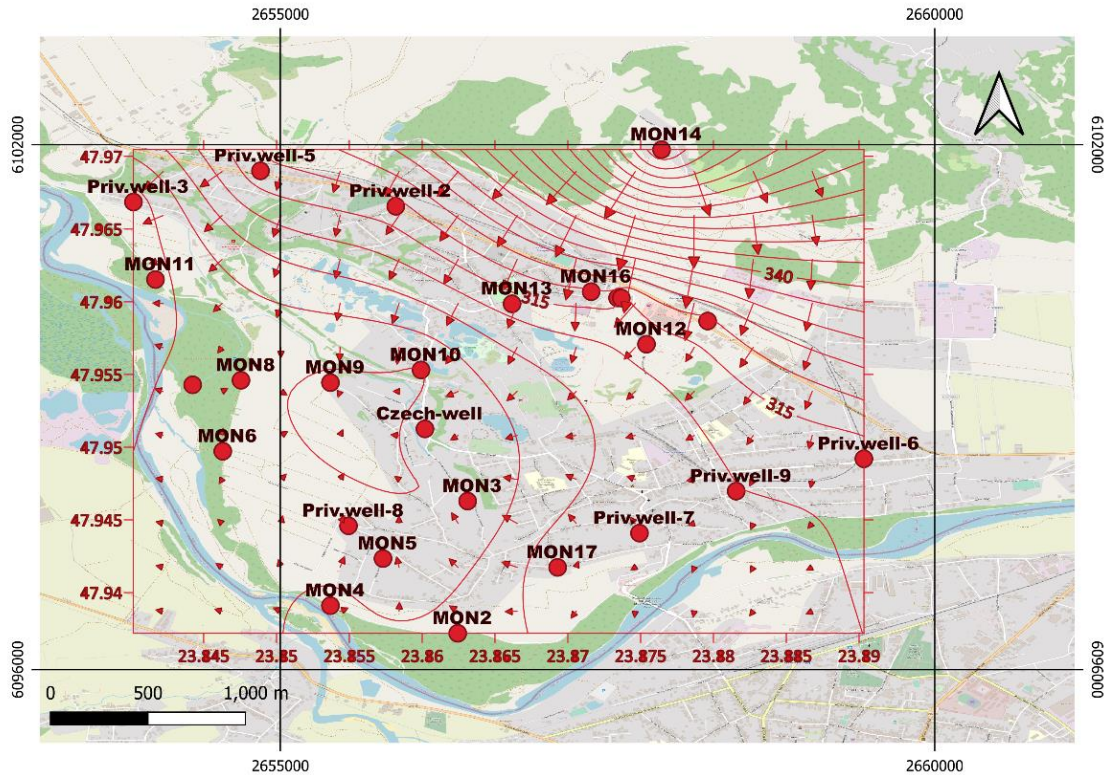 2655000
2660000
MON14
6102000
6102000
47.97
Priv.well-5
Priv.well-3
Priv.well-2
47.965
MON11
340
MON16
MON13
315
47.96
MON12
MON10
MON8
MON9
47.955
315
Czech-well
Priv.well-6
47.95
MON6
Priv.well-9
MON3
Priv.well-8
Priv.well-7
47.945
MON5
MON17
47.94
MON4
MON2
23.845
23.85
23.855
23.86
23.865
23.87
23.875
23.88
23.885
23.89
6096000
6096000
0
500
1,000 m
2655000
2660000